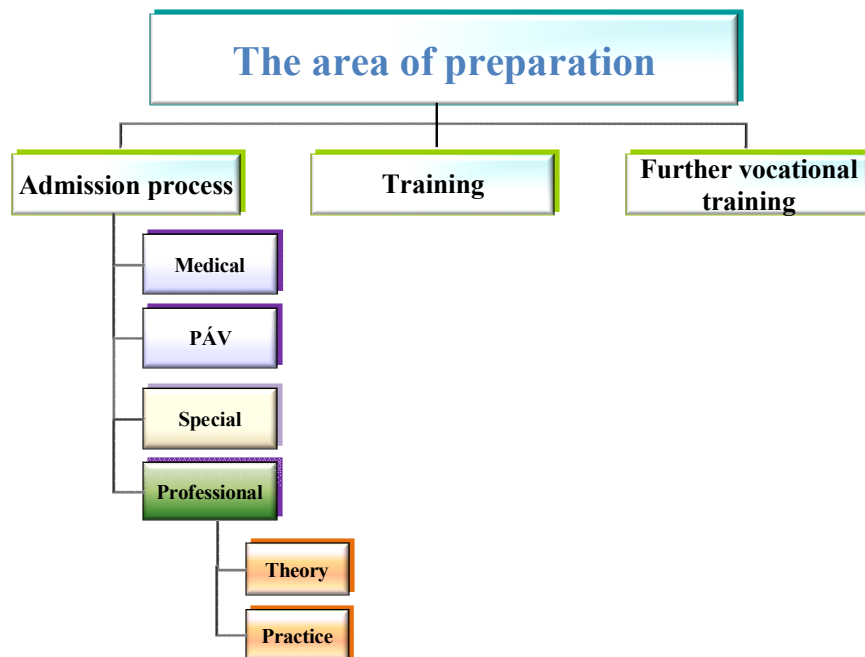 The area of preparation
Admission process
Training
Further vocational
training
Medical
PÁV
Special
Professional
Theory
Practice